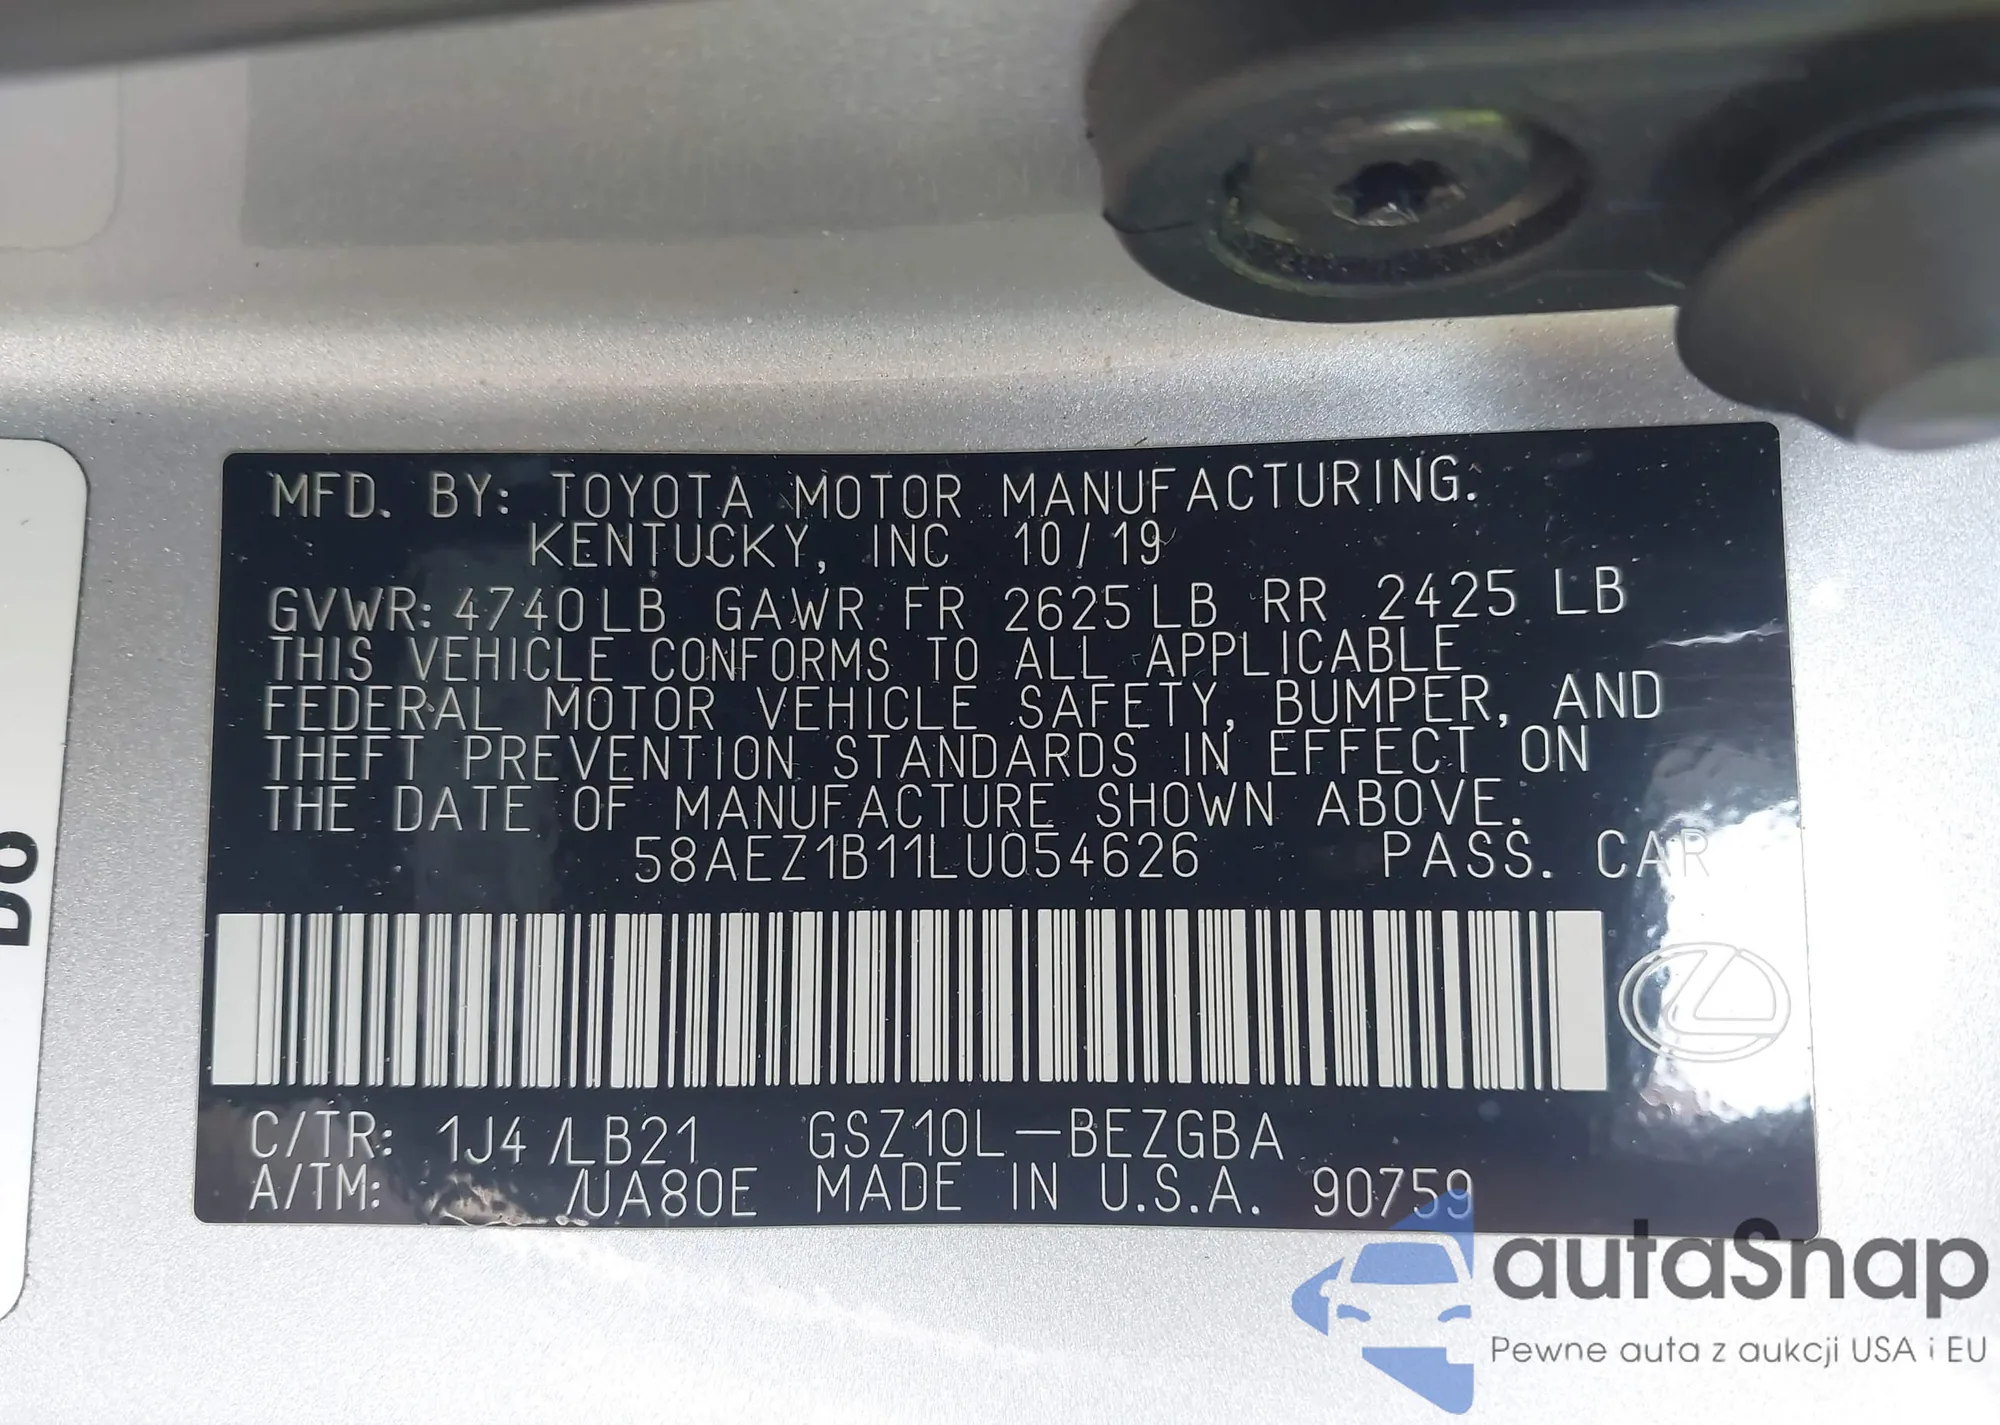 MFD. BY: TOYOTA MOTOR MANUFACTURING.
KENTUCKY, INC 10/19
GVWR: 4740LB GAWR FR 2625LB RR 2425 LB
THIS VEHICLE CONFORMS TO ALL APPLICABLE
FEDERAL MOTOR VEHICLE SAFETY, BUMPER, AND
THEFT PREVENTION STANDARDS IN EFFECT ON
THE DATE OF MANUFACTURE SHOWN ABOVE.
58AEZ1B11LU054626 PASS. CAR
C/TR: 1J4 /LB21 GSZ10L-BEZGBA
A/TM: /UA80E MADE IN U.S.A. 90759
DO
autaSnap
Pewne auta z aukcji USA i EU